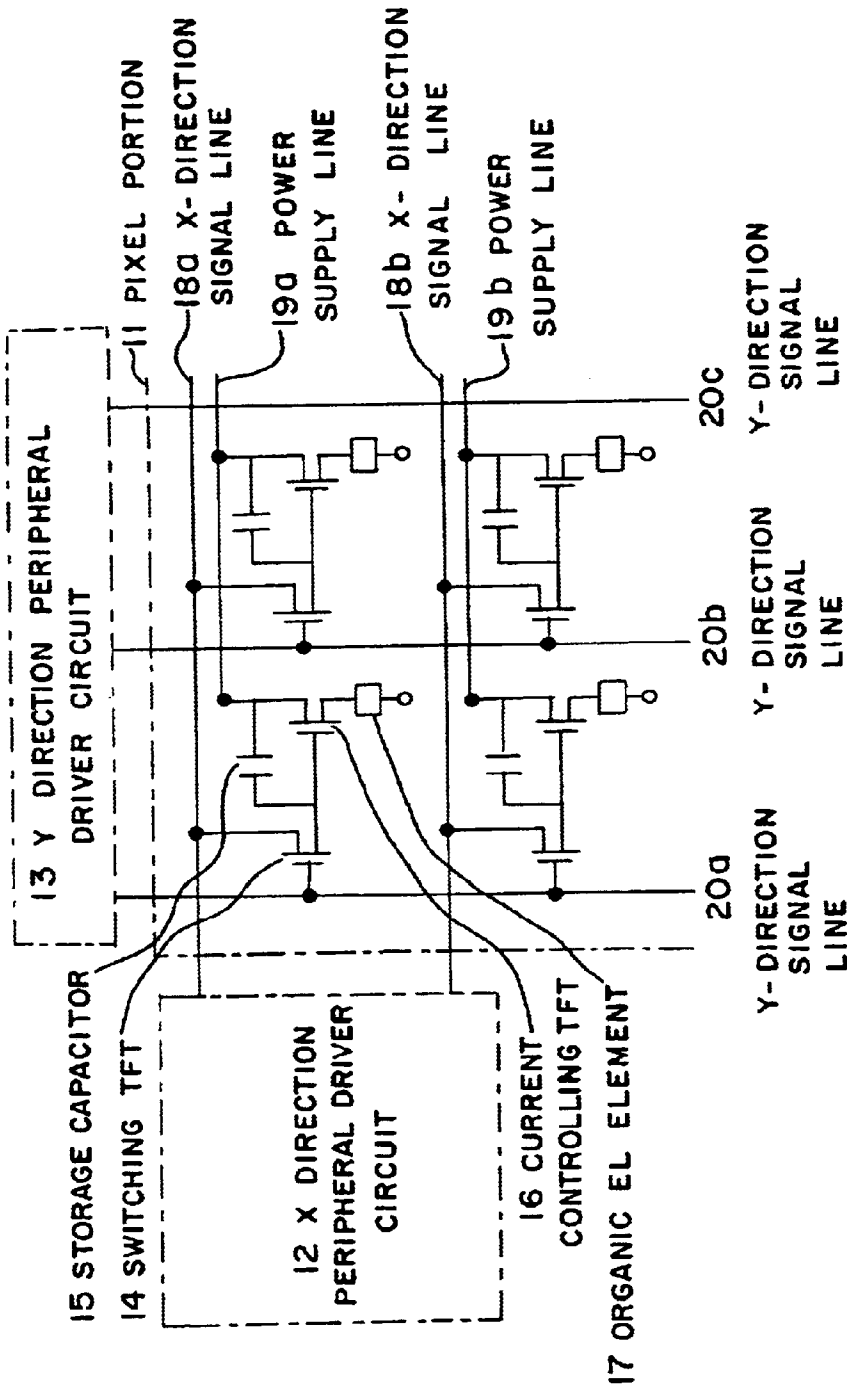 13 Y DIRECTION PERIPHERAL
DRIVER CIRCUIT
11 PIXEL PORTION
18a X-DIRECTION
SIGNAL LINE
19a POWER
SUPPLY LINE
18b X-DIRECTION
SIGNAL LINE
19b POWER
SUPPLY LINE
15 STORAGE CAPACITOR
14 SWITCHING TFT
12 X DIRECTION
PERIPHERAL DRIVER
CIRCUIT
16 CURRENT
CONTROLLING TFT
17 ORGANIC EL ELEMENT
20a
Y-DIRECTION
SIGNAL
LINE
20b
Y-DIRECTION
SIGNAL
LINE
20c
Y-DIRECTION
SIGNAL
LINE